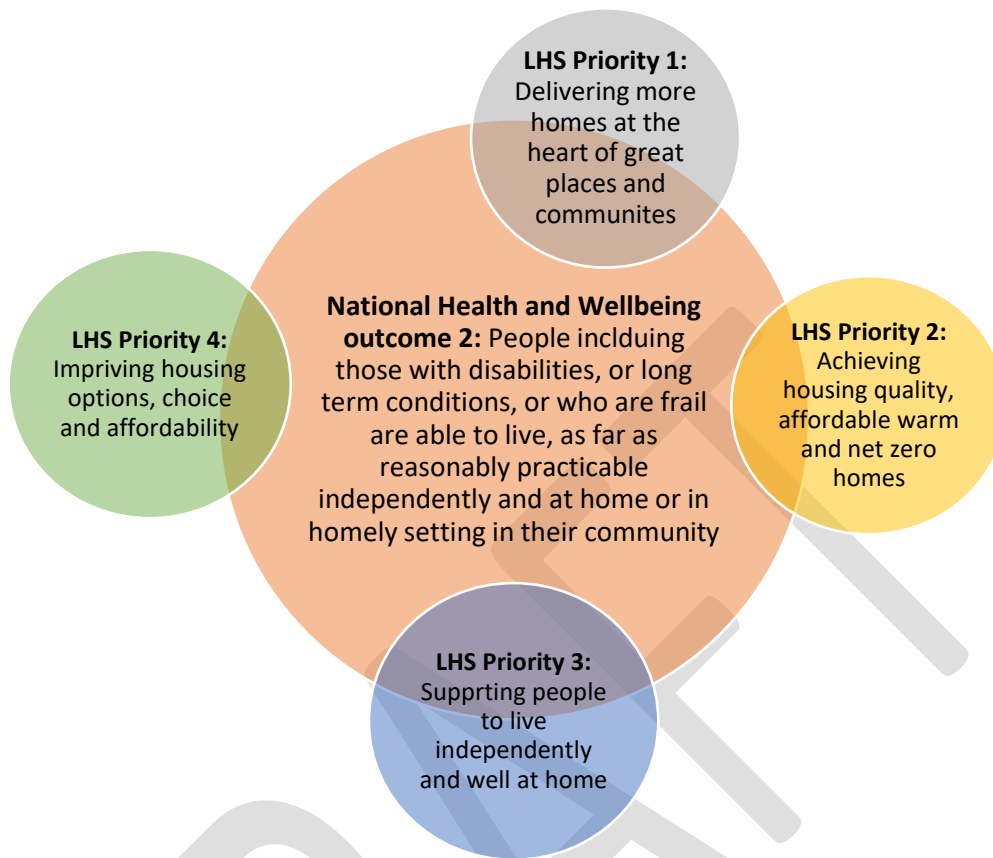 LHS Priority 1:
Delivering more
homes at the
heart of great
places and
communites
National Health and Wellbeing
outcome 2: People inclduing
those with disabilities, or long
term conditions, or who are frail
are able to live, as far as
reasonably practicable
independently and at home or in
homely setting in their community
LHS Priority 4:
Impriving housing
options, choice
and affordability
LHS Priority 2:
Achieving
housing quality,
affordable warm
and net zero
homes
LHS Priority 3:
Supprting people
to live
independently
and well at home